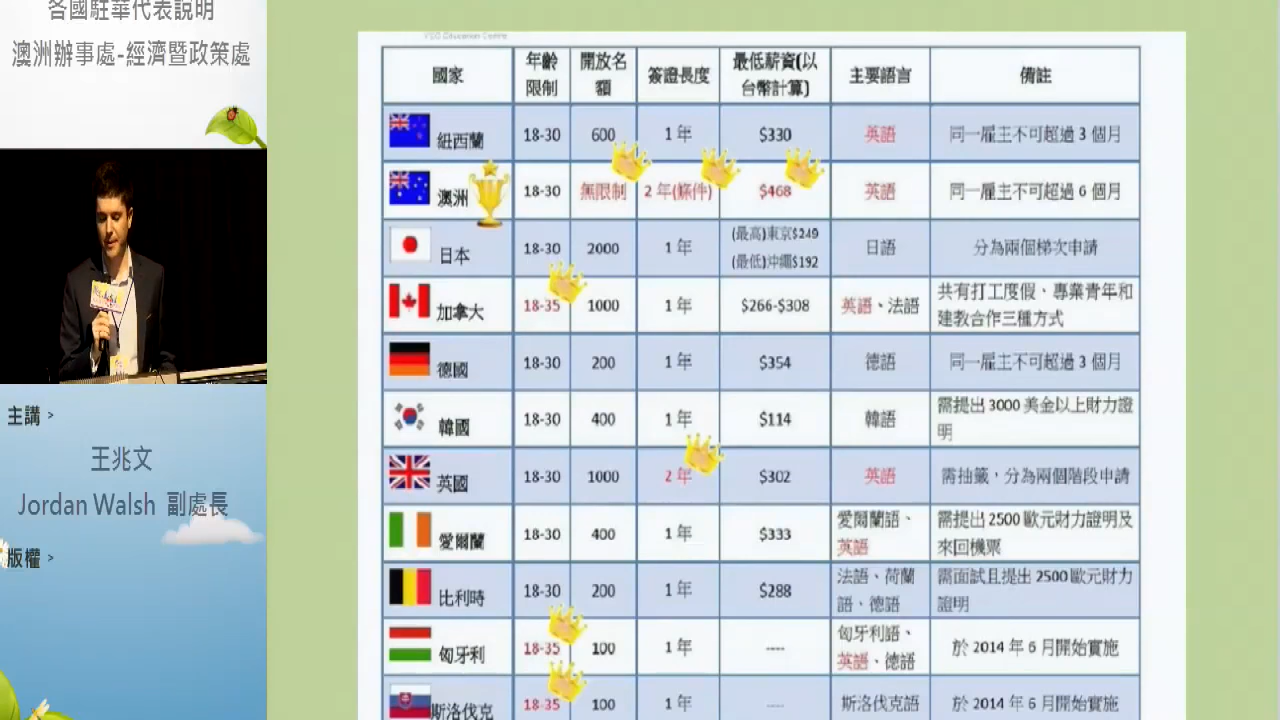 各國駐華代表說明
澳洲辦事處-經濟暨政策處
主講 >
王兆文
Jordan Walsh 副處長
版權 >
國家 年齡限制 開放名額 簽證長度 最低薪資(以台幣計算) 主要語言 備註
紐西蘭 18-30 600 1 年 $330 英語 同一雇主不可超過 3 個月
澳洲 18-30 無限制 2 年(條件) $468 英語 同一雇主不可超過 6 個月
日本 18-30 2000 1 年 (最高)東京$249 (最低)沖繩$192 日語 分為兩個梯次申請
加拿大 18-35 1000 1 年 $266-$308 英語、法語 共有打工度假、專業青年和建教合作三種方式
德國 18-30 200 1 年 $354 德語 同一雇主不可超過 3 個月
韓國 18-30 400 1 年 $114 韓語 需提出 3000 美金以上財力證明
英國 18-30 1000 2 年 $302 英語 需抽籤，分為兩個階段申請
愛爾蘭 18-30 400 1 年 $333 愛爾蘭語、英語 需提出 2500 歐元財力證明及來回機票
比利時 18-30 200 1 年 $288 法語、荷蘭語、德語 需面試且提出 2500 歐元財力證明
匈牙利 18-35 100 1 年 ---- 匈牙利語、英語、德語 於 2014 年 6 月開始實施
斯洛伐克 18-35 100 1 年 ---- 斯洛伐克語 於 2014 年 6 月開始實施